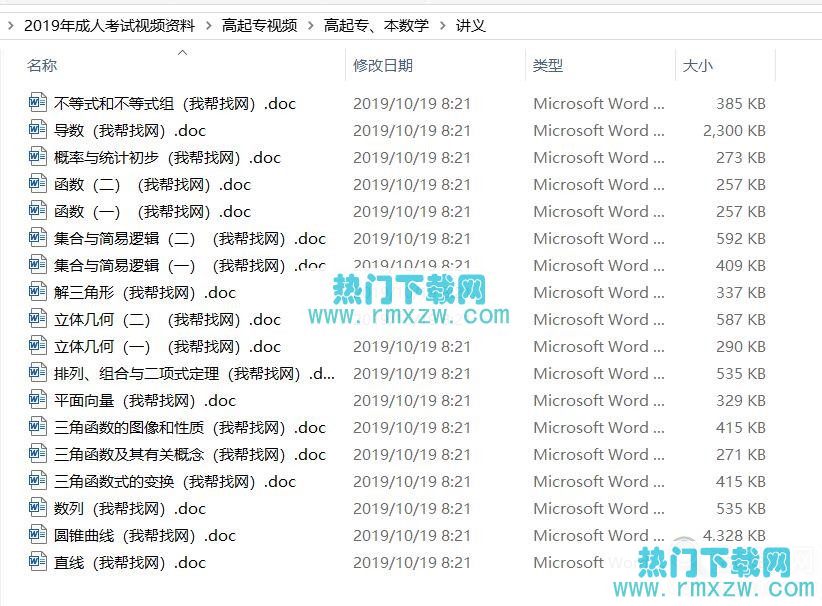 2019年成人考试视频资料 > 高起专视频 > 高起专、本数学 > 讲义
名称 修改日期 类型 大小
不等式和不等式组（我帮找网）.doc 2019/10/19 8:21 Microsoft Word ... 385 KB
导数（我帮找网）.doc 2019/10/19 8:21 Microsoft Word ... 2,300 KB
概率与统计初步（我帮找网）.doc 2019/10/19 8:21 Microsoft Word ... 273 KB
函数（二）（我帮找网）.doc 2019/10/19 8:21 Microsoft Word ... 257 KB
函数（一）（我帮找网）.doc 2019/10/19 8:21 Microsoft Word ... 257 KB
集合与简易逻辑（二）（我帮找网）.doc 2019/10/19 8:21 Microsoft Word ... 592 KB
集合与简易逻辑（一）（我帮找网）.doc 2019/10/19 8:21 Microsoft Word ... 409 KB
解三角形（我帮找网）.doc Microsoft Word ... 337 KB
热门下载网
www.rmxzw.com
立体几何（二）（我帮找网）.doc Microsoft Word ... 587 KB
立体几何（一）（我帮找网）.doc 2019/10/19 8:21 Microsoft Word ... 290 KB
排列、组合与二项式定理（我帮找网）.d... 2019/10/19 8:21 Microsoft Word ... 535 KB
平面向量（我帮找网）.doc 2019/10/19 8:21 Microsoft Word ... 329 KB
三角函数的图像和性质（我帮找网）.doc 2019/10/19 8:21 Microsoft Word ... 415 KB
三角函数及其有关概念（我帮找网）.doc 2019/10/19 8:21 Microsoft Word ... 271 KB
三角函数式的变换（我帮找网）.doc 2019/10/19 8:21 Microsoft Word ... 415 KB
数列（我帮找网）.doc 2019/10/19 8:21 Microsoft Word ... 535 KB
圆锥曲线（我帮找网）.doc 2019/10/19 8:21 Microsoft Word ... 4,328 KB
直线（我帮找网）.doc 2019/10/19 8:21 Microsoft
热门下载网
www.rmxzw.com